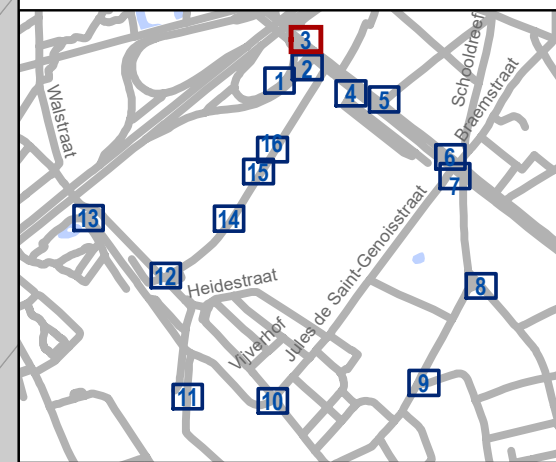 3
2
1
4
5
Schooldreef
Braemstraat
Walstraat
16
15
6
7
13
14
12
Heidestraat
Jules de Saint-Genoisstraat
8
Vijverhof
9
11
10